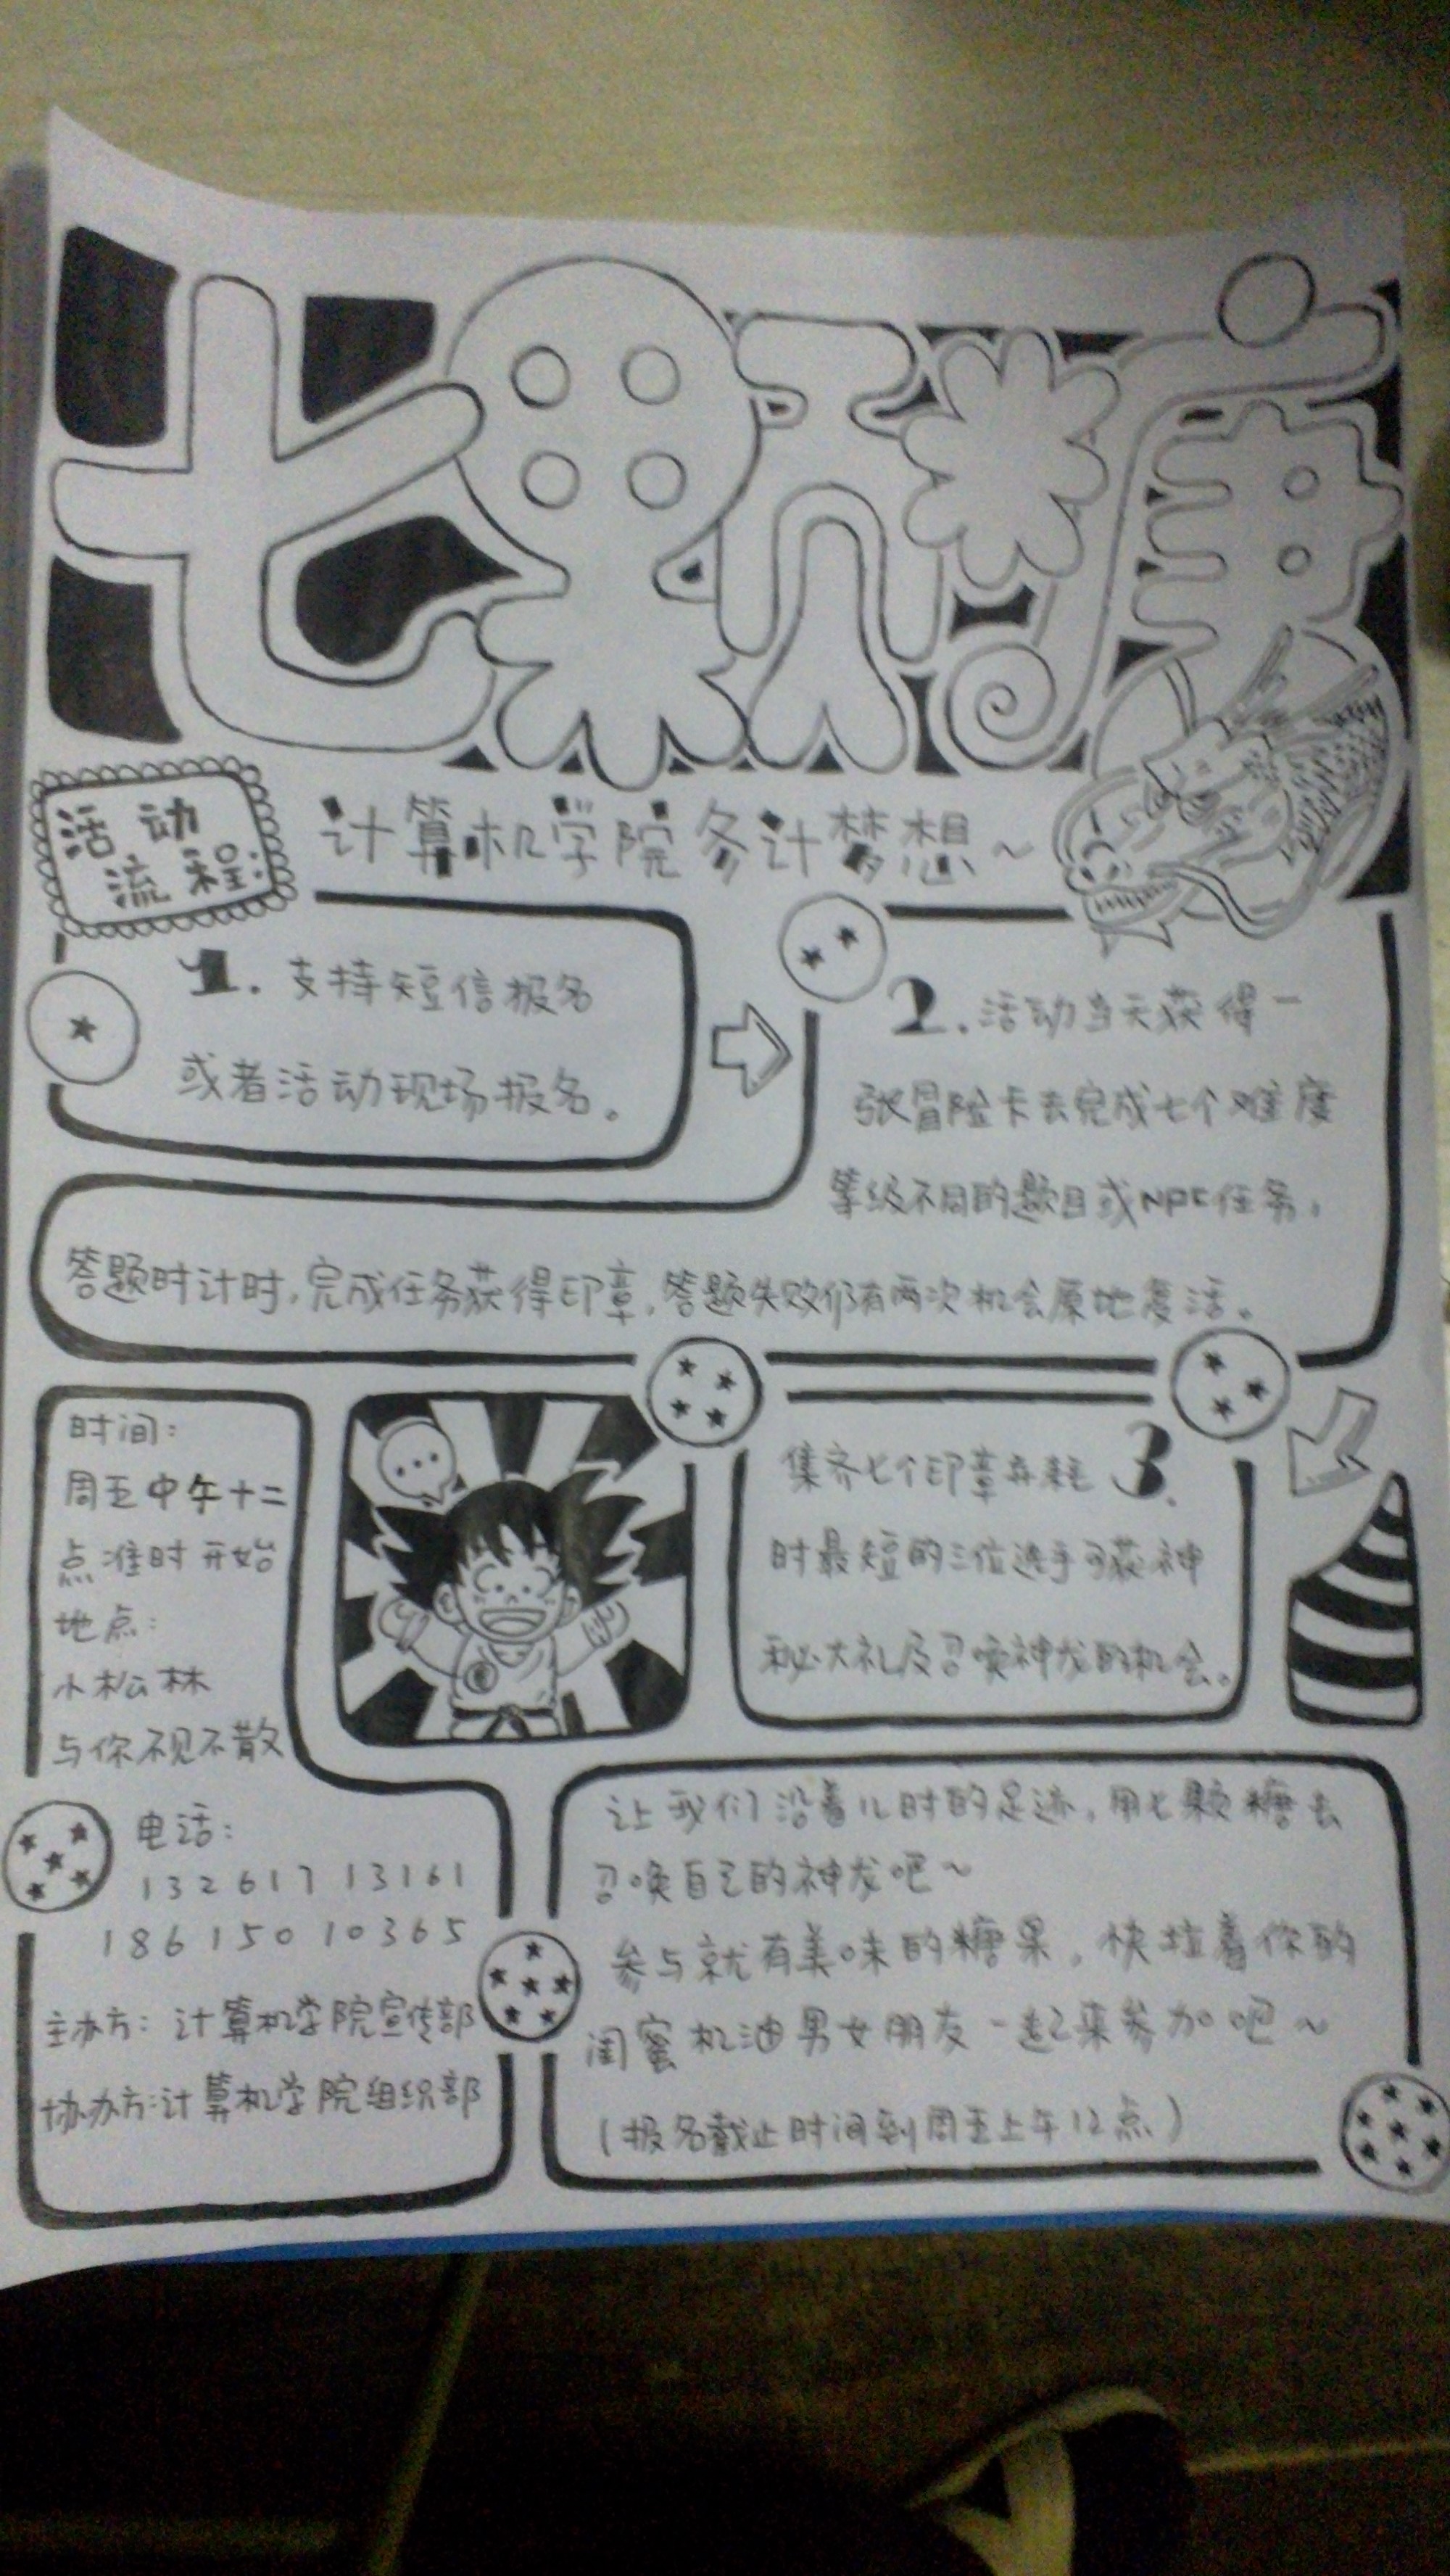 七颗糖
活动
流程:
计算机学院务计梦想~
1.支持短信报名
或者活动现场报名。
2.活动当天获得一
张冒险卡去完成七个难度
等级不同的题目或NPC任务,
答题时计时,完成任务获得印章,答题失败仍有两次机会原地复活。
3.
集齐七个印章并耗
时最短的三位选手可获神
秘大礼及召唤神龙的机会。
时间:
周五中午十二
点准时开始
地点:
小松林
与你不见不散
电话:
132617 13161
186150 10365
主办方:计算机学院宣传部
协办方:计算机学院组织部
让我们沿着儿时的足迹,用七颗糖去
召唤自己的神龙吧~
参与就有美味的糖果,快拉着你的
闺蜜机油男女朋友一起来参加吧~
(报名截止时间到周五上午12点)